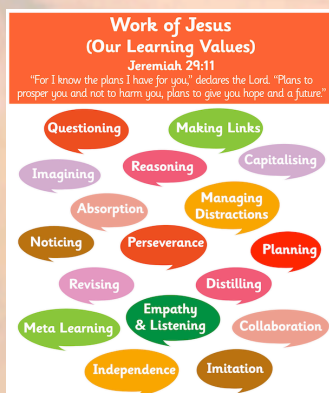 Work of Jesus
(Our Learning Values)
Jeremiah 29:11
"For I know the plans I have for you," declares the Lord. "Plans to
prosper you and not to harm you, plans to give you hope and a future."
Questioning
Making Links
Imagining
Reasoning
Capitalising
Absorption
Managing
Distractions
Noticing
Perseverance
Planning
Revising
Distilling
Meta Learning
Empathy
& Listening
Collaboration
Independence
Imitation